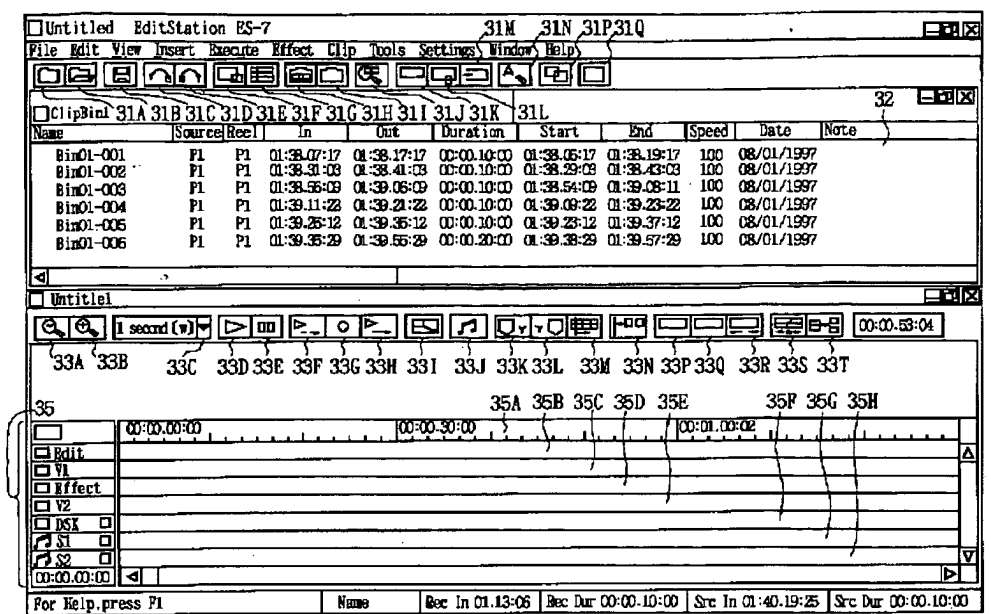 Untitled EditStation ES-7
31M 31N 31P 31Q
File Edit View Insert Execute Effect Clip Tools Settings Window Help
ClipBin1 31A 31B 31C 31D 31E 31F 31G 31H 31I 31J 31K 31L
32
Name Source Reel In Out Duration Start End Speed Date Note
Bin01-001 P1 P1 01:38.07:17 01:38.17:17 00:00.10:00 01:38.05:17 01:38.19:17 100 08/01/1997
Bin01-002 P1 P1 01:38.31:03 01:38.41:03 00:00.10:00 01:38.29:03 01:38.43:03 100 08/01/1997
Bin01-003 P1 P1 01:38.56:09 01:39.06:09 00:00.10:00 01:38.54:09 01:39.08:11 100 08/01/1997
Bin01-004 P1 P1 01:39.11:22 01:39.21:22 00:00.10:00 01:39.09:22 01:39.23:22 100 08/01/1997
Bin01-005 P1 P1 01:39.25:12 01:39.35:12 00:00.10:00 01:39.23:12 01:39.37:12 100 08/01/1997
Bin01-006 P1 P1 01:39.35:29 01:39.55:29 00:00.20:00 01:39.33:29 01:39.57:29 100 08/01/1997
Untitle1
1 second (w) 00:00.53:04
33A 33B 33C 33D 33E 33F 33G 33H 33I 33J 33K 33L 33M 33N 33P 33Q 33R 33S 33T
35 35A 35B 35C 35D 35E 35F 35G 35H
00:00.00:00 00:00.30:00 00:01.00:02
Edit
V1
Effect
V2
DSK
S1
S2
00:00.00:00
For Help,press F1 Name Rec In 01.13:06 Rec Dur 00:00.10:00 Src In 01:40.19:25 Src Dur 00:00.10:00